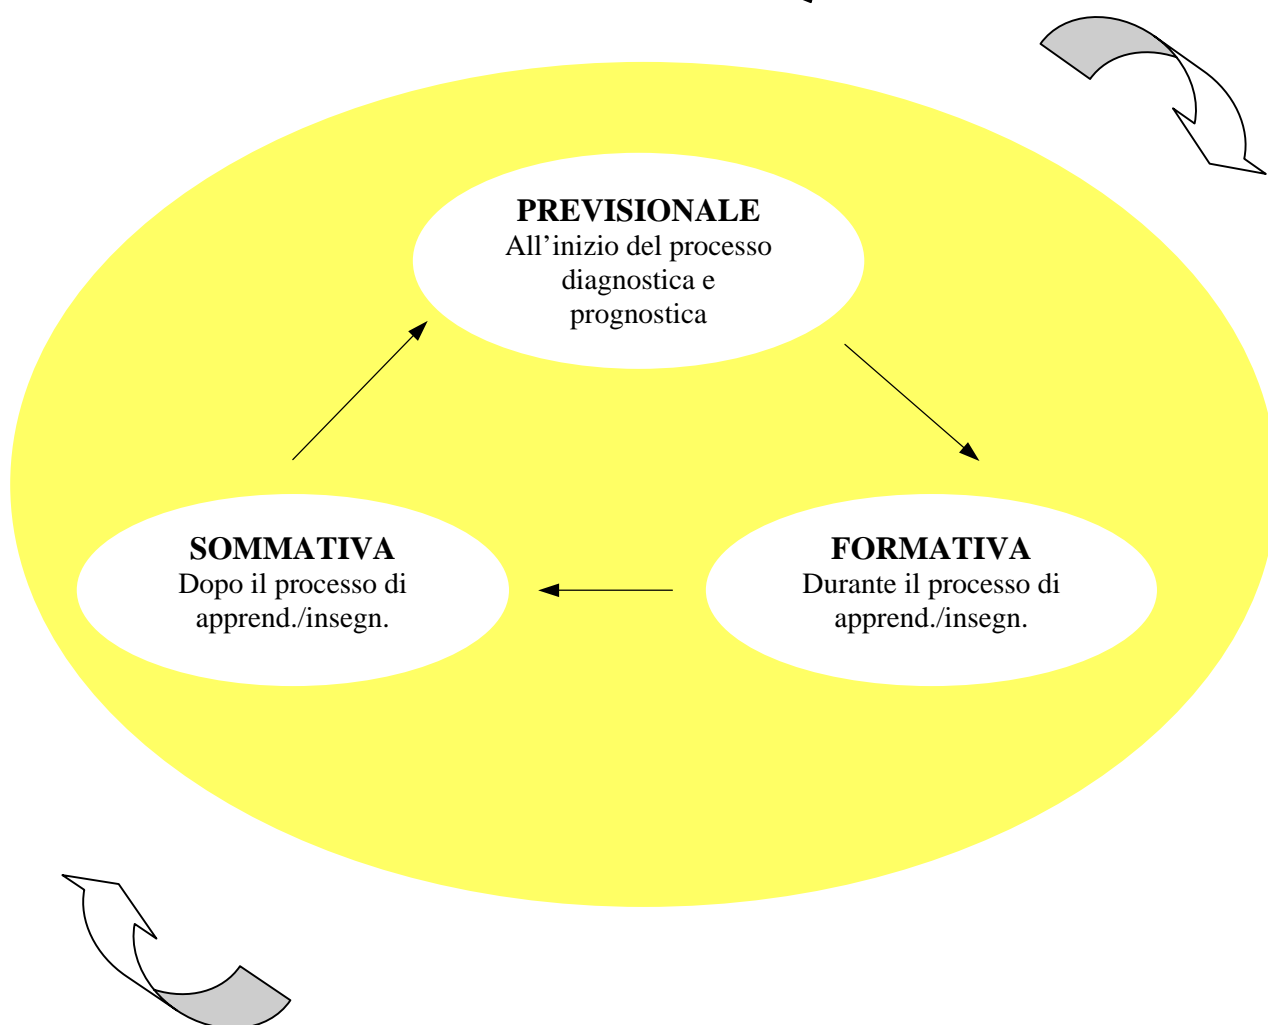 PREVISIONALE
All’inizio del processo
diagnostica e
prognostica
SOMMATIVA
Dopo il processo di
apprend./insegn.
FORMATIVA
Durante il processo di
apprend./insegn.